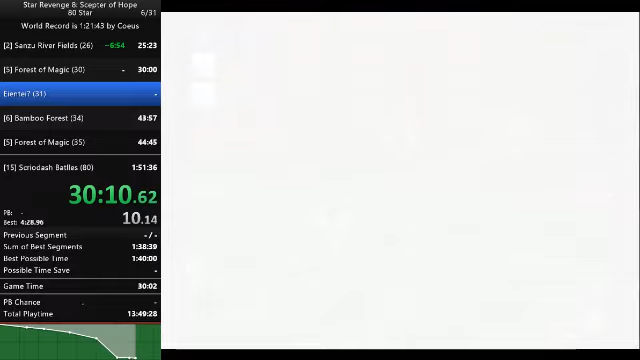 Star Revenge 8: Scepter of Hope
80 Star 6/31
World Record is 1:21:43 by Coeus
[2] Sanzu River Fields (26) -6:54 25:23
[5] Forest of Magic (30) - 30:00
Eientei? (31) -
[6] Bamboo Forest (34) 43:57
[5] Forest of Magic (35) 44:45
[15] Scriodash Battles (80) 1:51:36
30:10.62
PB: -
Best: 4:28.96 10.14
Previous Segment - / -
Sum of Best Segments 1:38:39
Best Possible Time 1:40:00
Possible Time Save -
Game Time 30:02
PB Chance -
Total Playtime 13:49:28